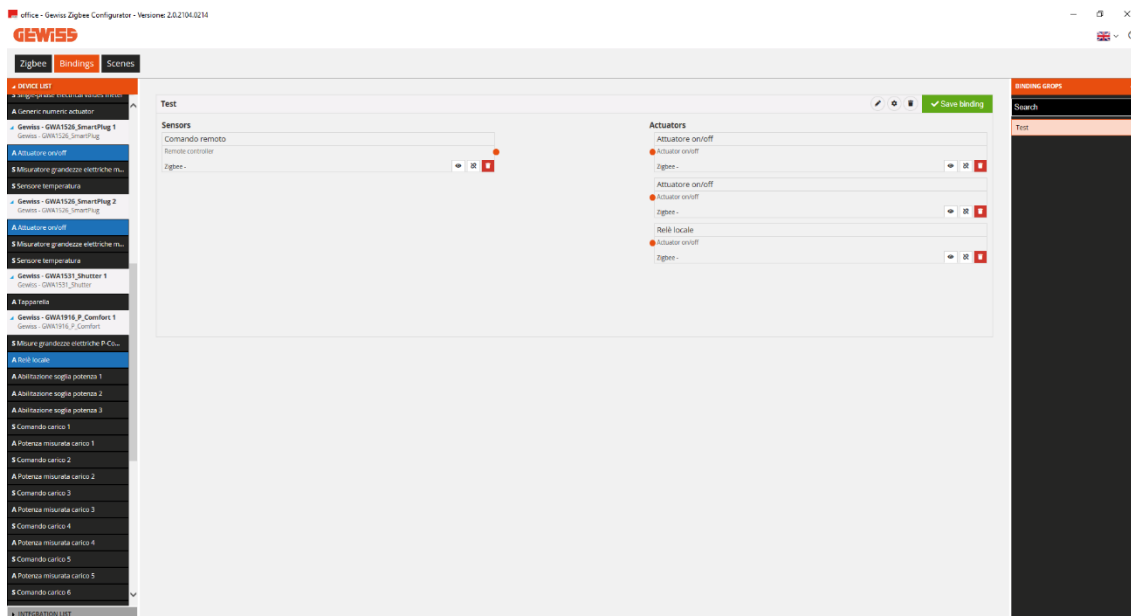 office - Gewiss Zigbee Configurator - Versione: 2.0.2104.0214
GEWISS
Zigbee Bindings Scenes
DEVICE LIST
S Single-phase electrical values meter
A Generic numeric actuator
Gewiss - GWA1526_SmartPlug 1
Gewiss - GWA1526_SmartPlug
A Attuatore on/off
S Misuratore grandezze elettriche m...
S Sensore temperatura
Gewiss - GWA1526_SmartPlug 2
Gewiss - GWA1526_SmartPlug
A Attuatore on/off
S Misuratore grandezze elettriche m...
S Sensore temperatura
Gewiss - GWA1531_Shutter 1
Gewiss - GWA1531_Shutter
A Tapparella
Gewiss - GWA1916_P_Comfort 1
Gewiss - GWA1916_P_Comfort
S Misure grandezze elettriche P-Co...
A Relè locale
A Abilitazione soglia potenza 1
A Abilitazione soglia potenza 2
A Abilitazione soglia potenza 3
S Comando carico 1
A Potenza misurata carico 1
S Comando carico 2
A Potenza misurata carico 2
S Comando carico 3
A Potenza misurata carico 3
S Comando carico 4
A Potenza misurata carico 4
S Comando carico 5
A Potenza misurata carico 5
S Comando carico 6
INTEGRATION LIST
Test
Save binding
Sensors
Comando remoto
Remote controller
Zigbee -
Actuators
Attuatore on/off
Actuator on/off
Zigbee -
Attuatore on/off
Actuator on/off
Zigbee -
Relè locale
Actuator on/off
Zigbee -
BINDING GROPS
Search
Test